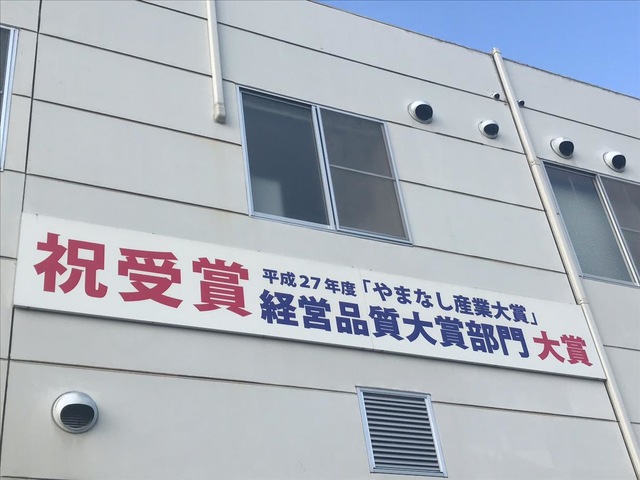 祝受賞
平成27年度「やまなし産業大賞」
経営品質大賞部門 大賞